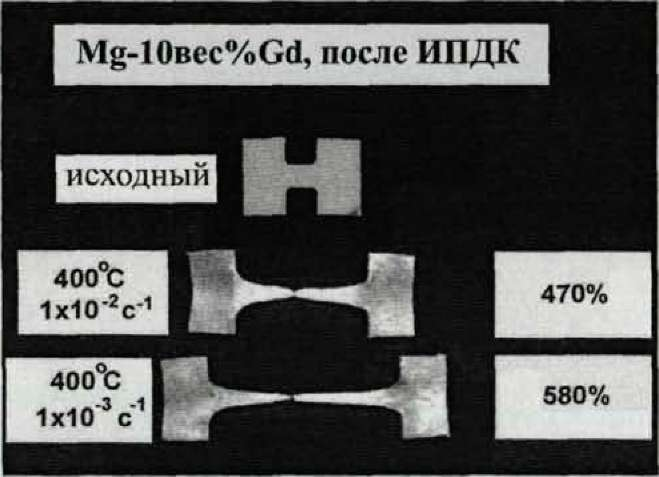 Mg-10вес%Gd, после ИПДК
исходный
400°C
1x10⁻² c⁻¹
470%
400°C
1x10⁻³ c⁻¹
580%